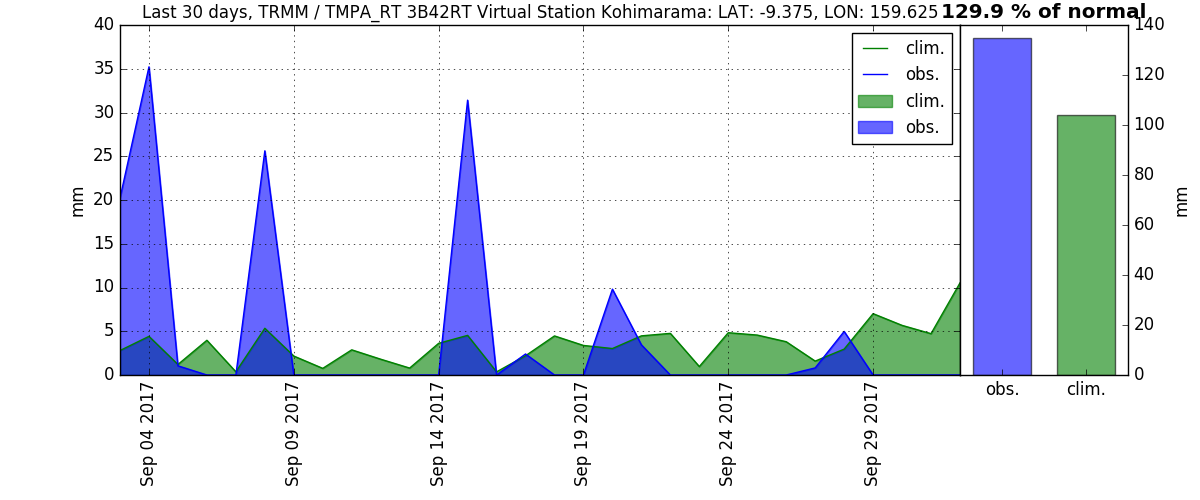 Last 30 days, TRMM / TMPA_RT 3B42RT Virtual Station Kohimarama: LAT: -9.375, LON: 159.625
129.9 % of normal
40
35
30
25
20
15
10
5
0
mm
clim.
obs.
clim.
obs.
Sep 04 2017
Sep 09 2017
Sep 14 2017
Sep 19 2017
Sep 24 2017
Sep 29 2017
140
120
100
80
60
40
20
0
mm
obs.
clim.